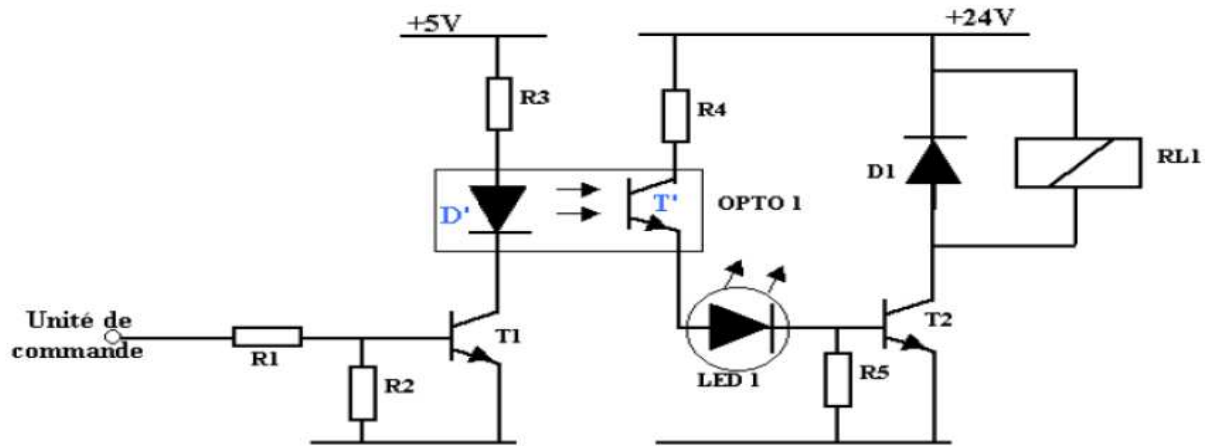 +5V
+24V
R3
R4
D1
RL1
D'
T'
OPTO 1
Unité de
commande
R1
R2
T1
LED 1
R5
T2